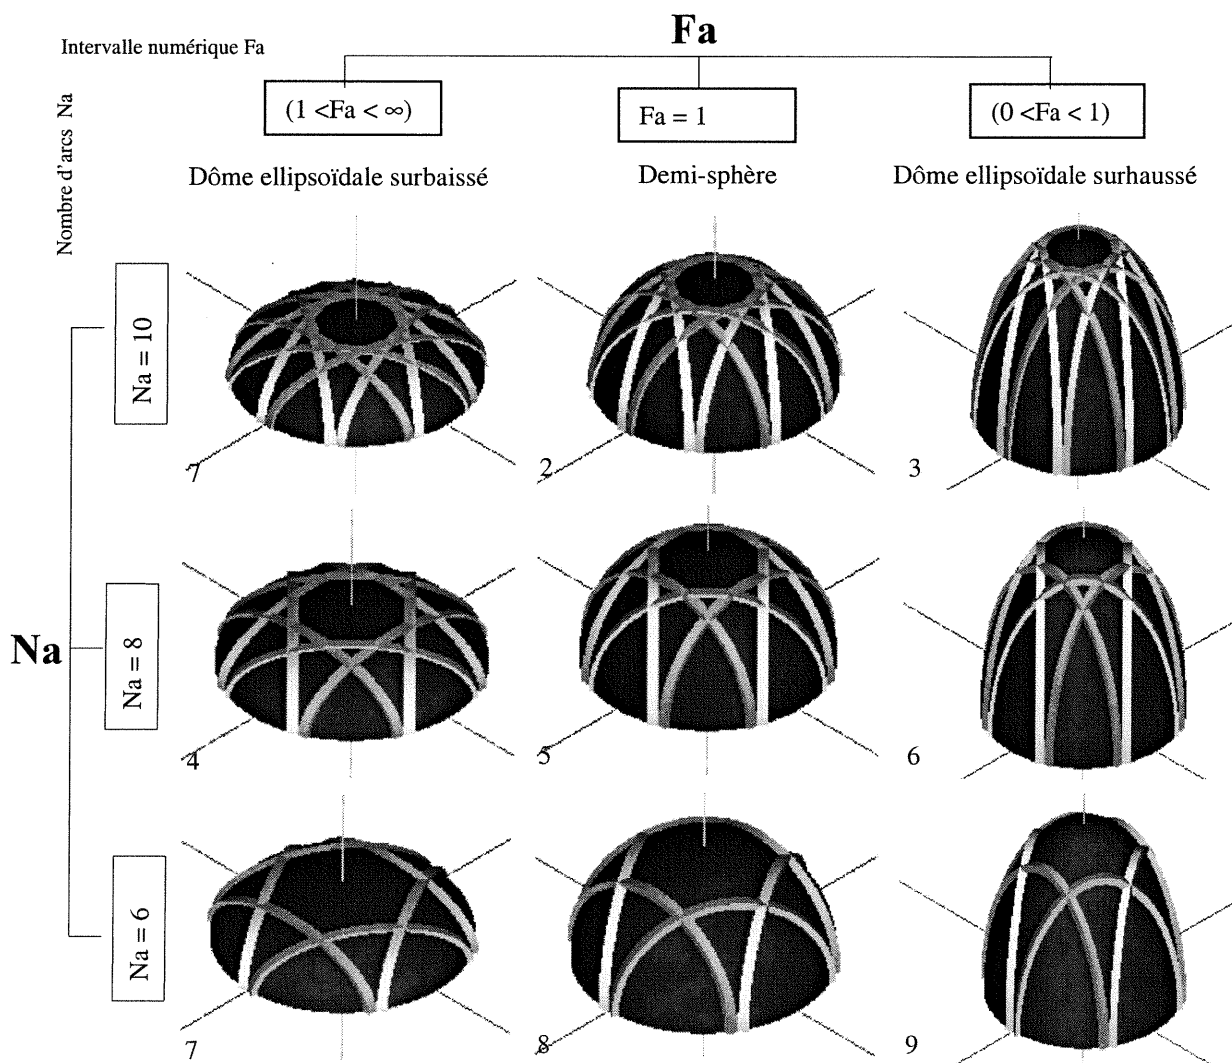 Fa
Intervalle numérique Fa
Nombre d'arcs Na
(1 <Fa < ∞)
Fa = 1
(0 <Fa < 1)
Dôme ellipsoïdale surbaissé
Demi-sphère
Dôme ellipsoïdale surhaussé
Na = 10
7
2
3
Na
Na = 8
4
5
6
Na = 6
7
8
9